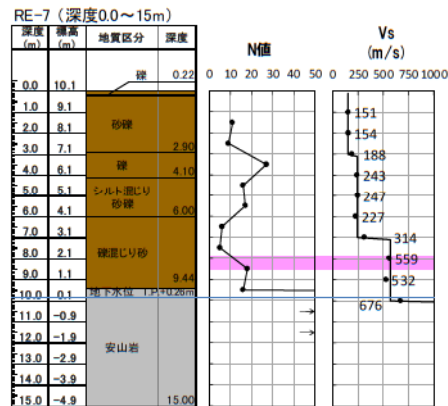 RE-7 (深度0.0～15m)
深度(m) 標高(m) 地質区分 深度
N値
Vs (m/s)
礫 0.22
0 10 20 30 40 50
0 250 500 750 1000
0.0 10.1
1.0 9.1
151
砂礫
2.0 8.1
154
2.90
3.0 7.1
188
礫
4.0 6.1 4.10
243
シルト混じり砂礫
5.0 5.1
247
6.0 4.1 6.00
227
7.0 3.1
314
礫混じり砂
8.0 2.1
559
9.0 1.1 9.44
532
地下水位 T.P.+0.26m
10.0 0.1
676
11.0 -0.9
12.0 -1.9
安山岩
13.0 -2.9
14.0 -3.9
15.0 -4.9 15.00